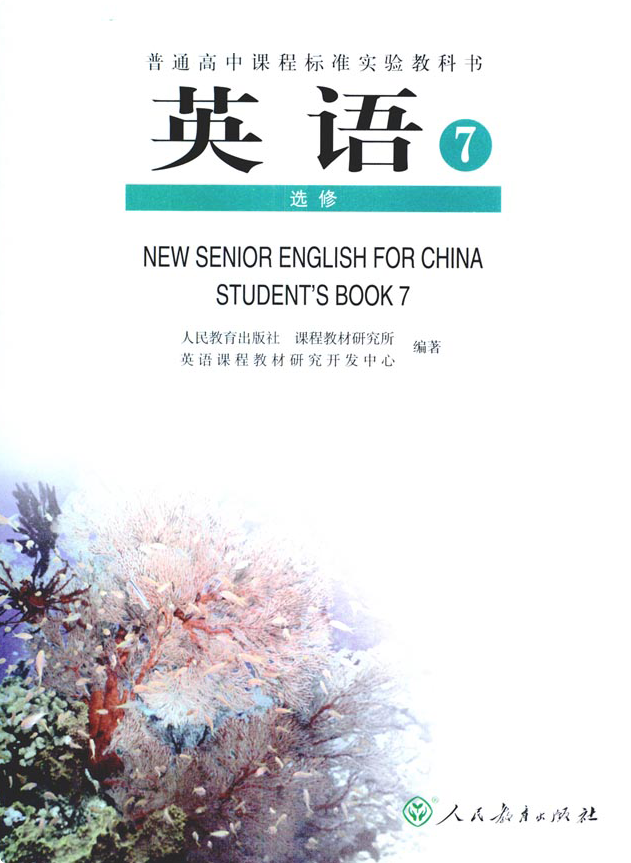 普通高中课程标准实验教科书
英语 7
选修
NEW SENIOR ENGLISH FOR CHINA
STUDENT'S BOOK 7
人民教育出版社 课程教材研究所
英语课程教材研究开发中心 编著
人民教育出版社